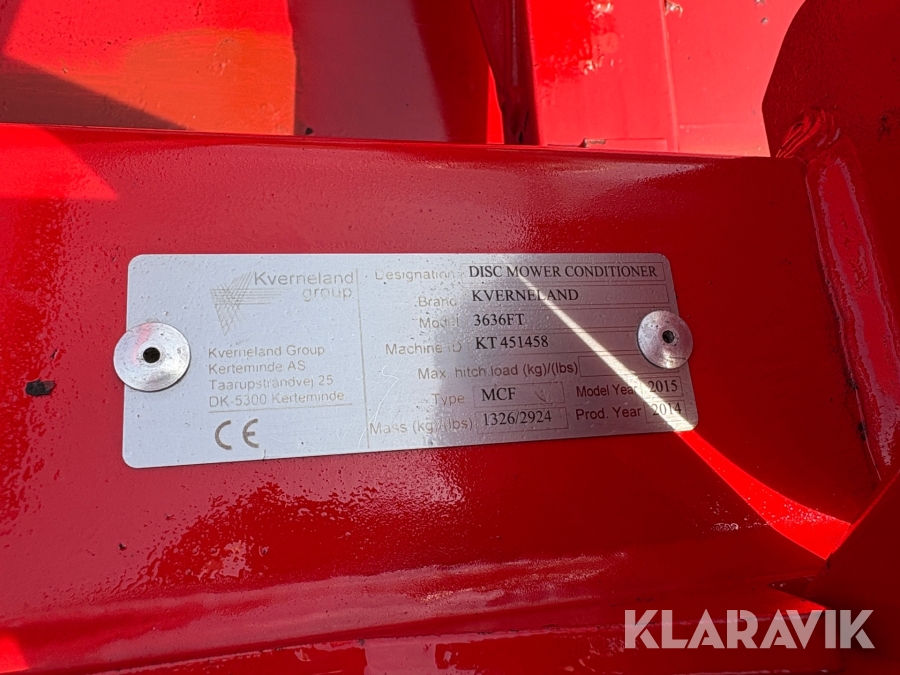 Kverneland
group
Kverneland Group
Kerteminde AS
Taarupstrandvej 25
DK-5300 Kerteminde
CE
Designation DISC MOWER CONDITIONER
Brand KVERNELAND
Model 3636FT
Machine ID KT451458
Max. hitch load (kg)/(lbs)
Type MCF Model Year 2015
Mass (kg)/(lbs) 1326/2924 Prod. Year 2014
KLARAVIK